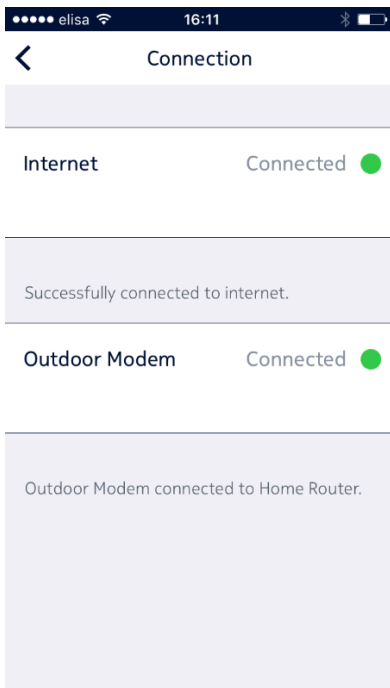 elisa 16:11
Connection
Internet Connected
Successfully connected to internet.
Outdoor Modem Connected
Outdoor Modem connected to Home Router.